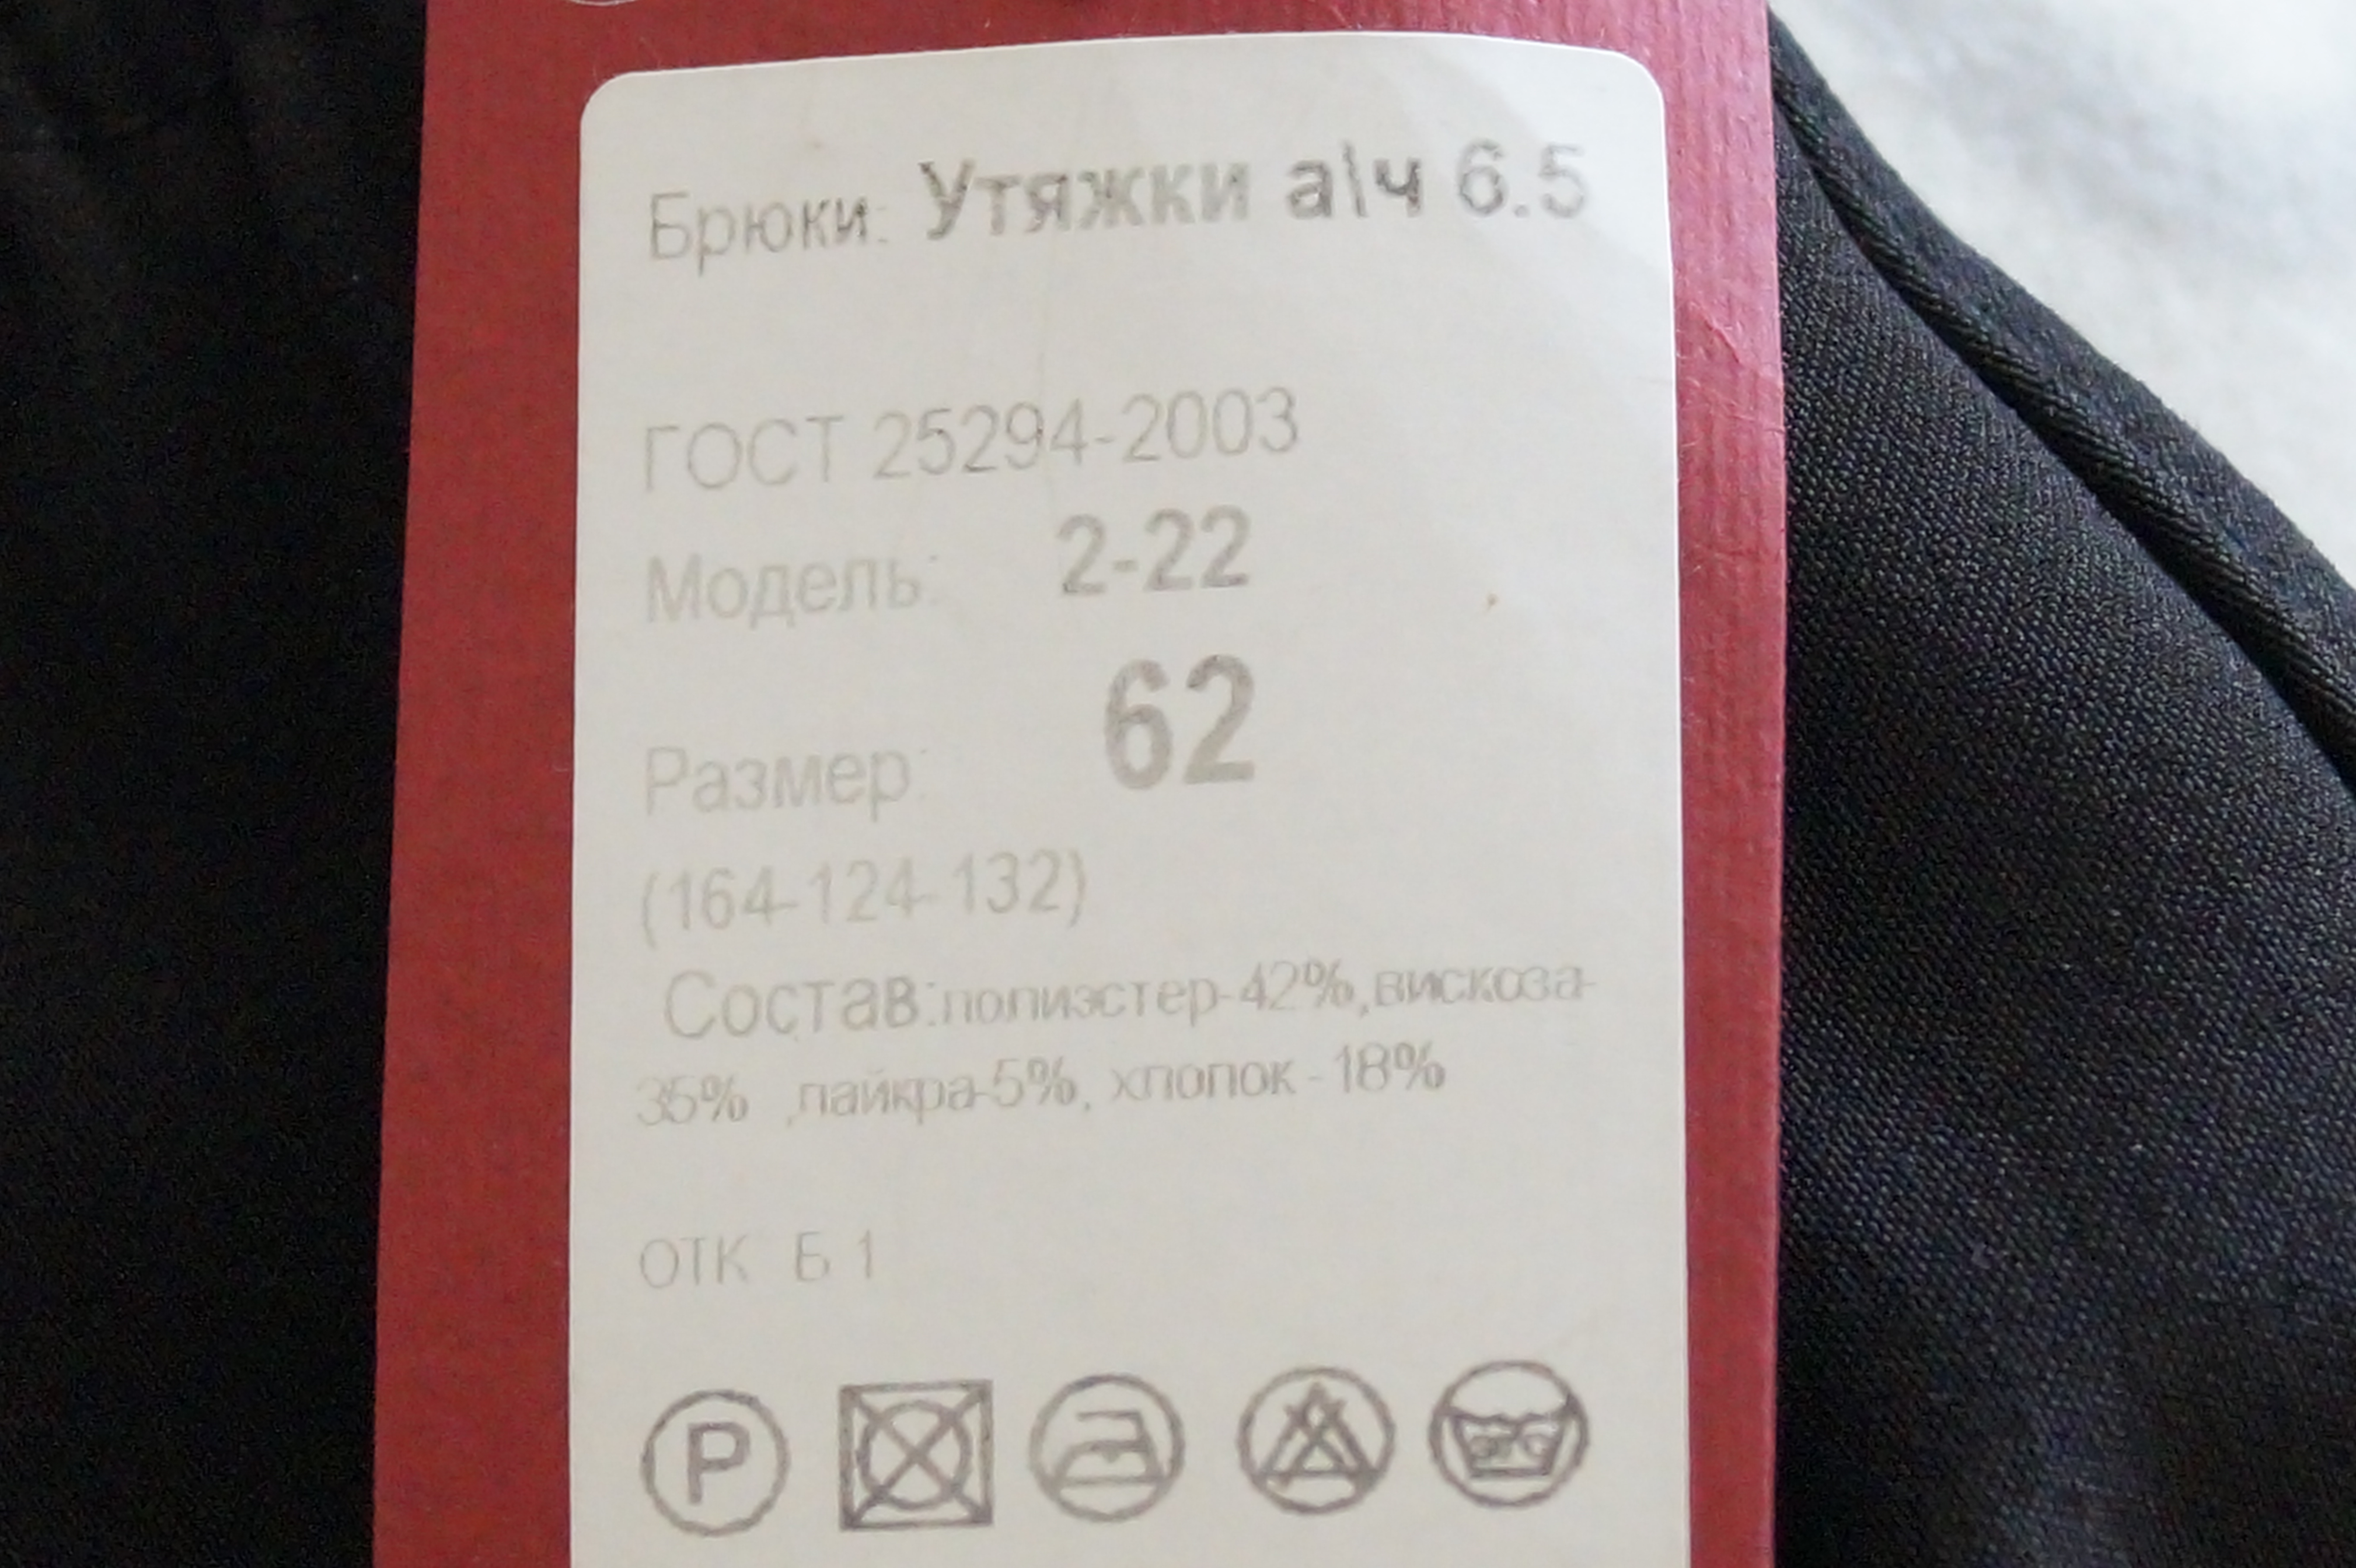 Брюки: Утяжки а\ч 6.5
ГОСТ 25294-2003
Модель: 2-22
Размер: 62
(164-124-132)
Состав:полиэстер-42%,вискоза-
35% ,лайкра-5%, хлопок-18%
ОТК Б 1
P